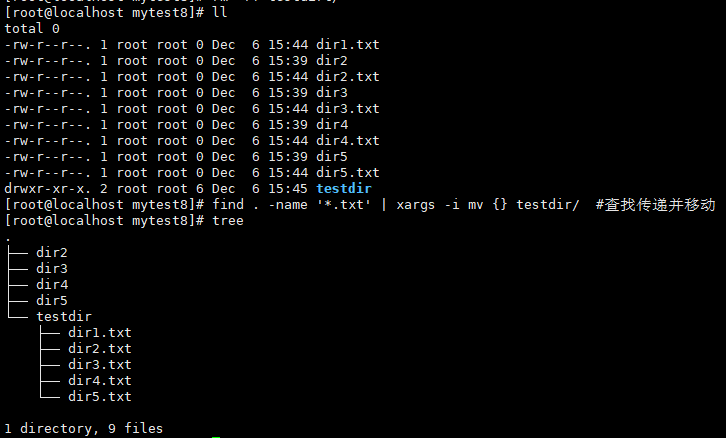 [root@localhost mytest8]# ll
total 0
-rw-r--r--. 1 root root 0 Dec  6 15:44 dir1.txt
-rw-r--r--. 1 root root 0 Dec  6 15:39 dir2
-rw-r--r--. 1 root root 0 Dec  6 15:44 dir2.txt
-rw-r--r--. 1 root root 0 Dec  6 15:39 dir3
-rw-r--r--. 1 root root 0 Dec  6 15:44 dir3.txt
-rw-r--r--. 1 root root 0 Dec  6 15:39 dir4
-rw-r--r--. 1 root root 0 Dec  6 15:44 dir4.txt
-rw-r--r--. 1 root root 0 Dec  6 15:39 dir5
-rw-r--r--. 1 root root 0 Dec  6 15:44 dir5.txt
drwxr-xr-x. 2 root root 6 Dec  6 15:45 testdir
[root@localhost mytest8]# find . -name '*.txt' | xargs -i mv {} testdir/  #查找传递并移动
[root@localhost mytest8]# tree
.
├── dir2
├── dir3
├── dir4
├── dir5
└── testdir
    ├── dir1.txt
    ├── dir2.txt
    ├── dir3.txt
    ├── dir4.txt
    └── dir5.txt
1 directory, 9 files